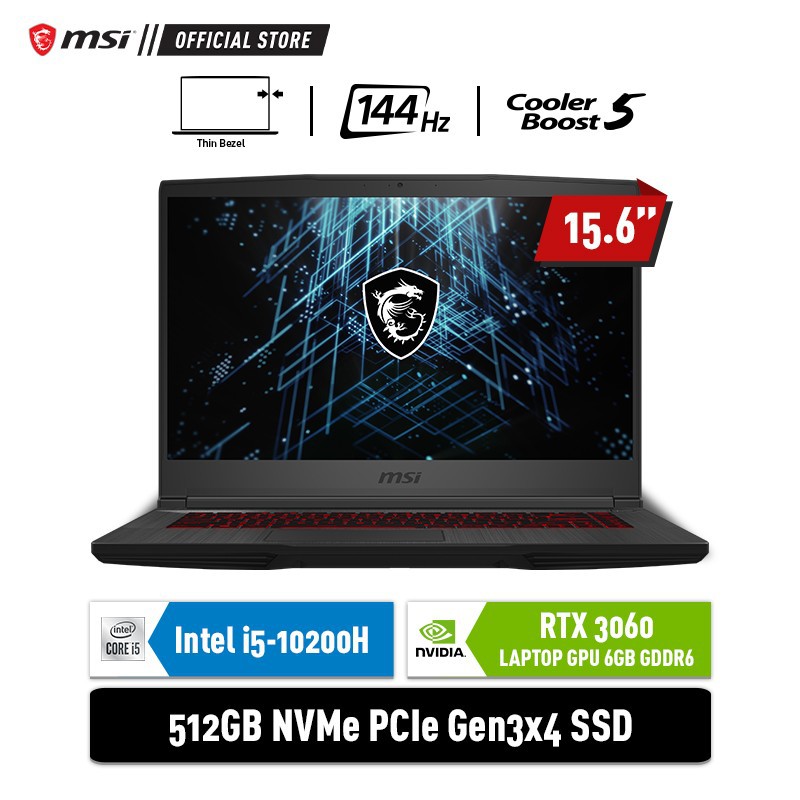 msi OFFICIAL STORE
Thin Bezel
144Hz
Cooler
Boost 5
15.6”
msi
intel
CORE i5
Intel i5-10200H
NVIDIA.
RTX 3060
LAPTOP GPU 6GB GDDR6
512GB NVMe PCIe Gen3x4 SSD